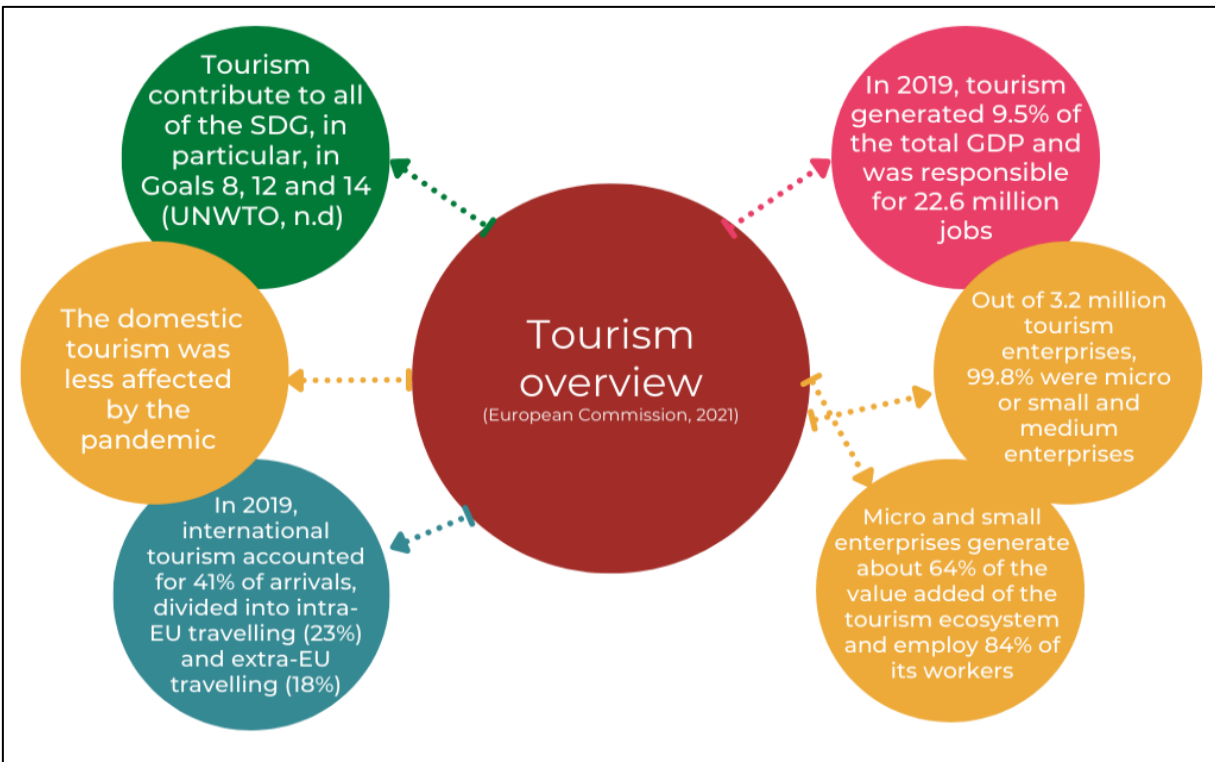 Tourism
contribute to all
of the SDG, in
particular, in
Goals 8, 12 and 14
(UNWTO, n.d)
The domestic
tourism was
less affected
by the
pandemic
In 2019,
international
tourism accounted
for 41% of arrivals,
divided into intra-
EU travelling (23%)
and extra-EU
travelling (18%)
Tourism
overview
(European Commission, 2021)
In 2019, tourism
generated 9.5% of
the total GDP and
was responsible
for 22.6 million
jobs
Out of 3.2 million
tourism
enterprises,
99.8% were micro
or small and
medium
enterprises
Micro and small
enterprises generate
about 64% of the
value added of the
tourism ecosystem
and employ 84% of
its workers